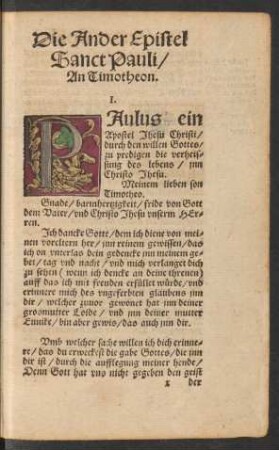 Die Ander Epistel
Sanct Pauli/
An Timotheon.
I.
PAulus ein
Apostel Jhesu Christi/
durch den willen Gottes/
zu predigen die verheis-
sung des lebens/ jnn
Christo Jhesu.
Meinem lieben son
Timotheo.
Gnade/ barmhertzigkeit/ fride von Gott
dem Vater/ vnd Christo Jhesu vnserm HEr-
ren.
Ich dancke Gotte/ dem ich diene von mei-
nen voreltern her/ jnn reinem gewissen/ das
ich on vnterlas dein gedencke jnn meinem ge-
bet/ tag vnd nacht/ vnd mich verlanget dich
zu sehen (wenn ich dencke an deine threnen)
auff das ich mit freuden erfüllet würde/ vnd
erinnere mich des vngeferbten glaubens jnn
dir/ welcher zuuor gewonet hat jnn deiner
grosmutter Loide/ vnd jnn deiner mutter
Eunike/ bin aber gewis/ das auch jnn dir.
Vmb welcher sache willen ich dich erinne-
re/ das du erweckest die gabe Gottes/ die jnn
dir ist/ durch die aufflegung meiner hende/
Denn Gott hat vns nicht gegeben den geist
x der